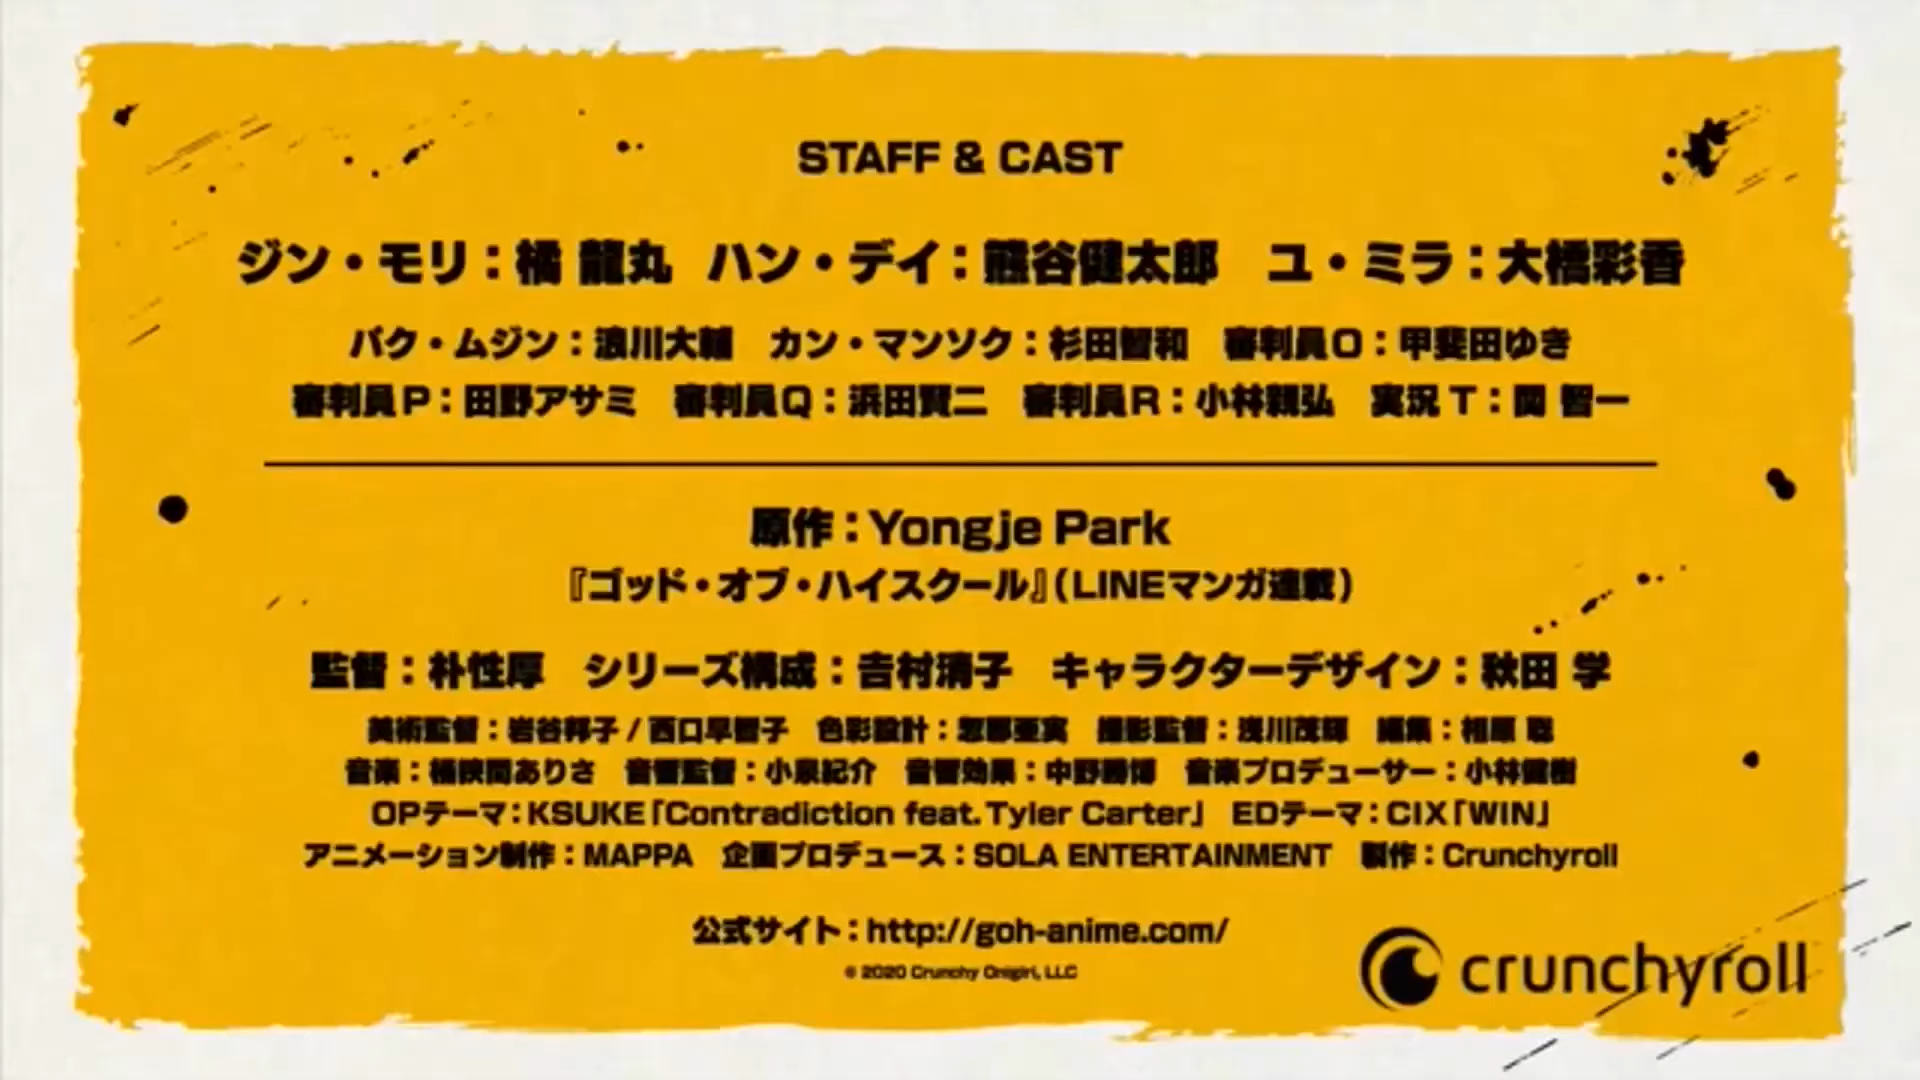 STAFF & CAST
ジン・モリ：橘 龍丸　ハン・デイ：熊谷健太郎　ユ・ミラ：大橋彩香
パク・ムジン：浪川大輔　カン・マンソク：杉田智和　審判員O：甲斐田ゆき
審判員P：田野アサミ　審判員Q：浜田賢二　審判員R：小林親弘　実況T：関 智一
原作：Yongje Park
『ゴッド・オブ・ハイスクール』（LINEマンガ連載）
監督：朴性厚　シリーズ構成：吉村清子　キャラクターデザイン：秋田 学
美術監督：岩谷邦子 / 西口早智子　色彩設計：惣部亜実　撮影監督：浅川茂輝　編集：相原 聡
音楽：桶狭間ありさ　音響監督：小泉紀介　音響効果：中野勝博　音楽プロデューサー：小林健樹
OPテーマ：KSUKE「Contradiction feat. Tyler Carter」　EDテーマ：CIX「WIN」
アニメーション制作：MAPPA　企画プロデュース：SOLA ENTERTAINMENT　製作：Crunchyroll
公式サイト：http://goh-anime.com/
© 2020 Crunchy Onigiri, LLC
crunchyroll